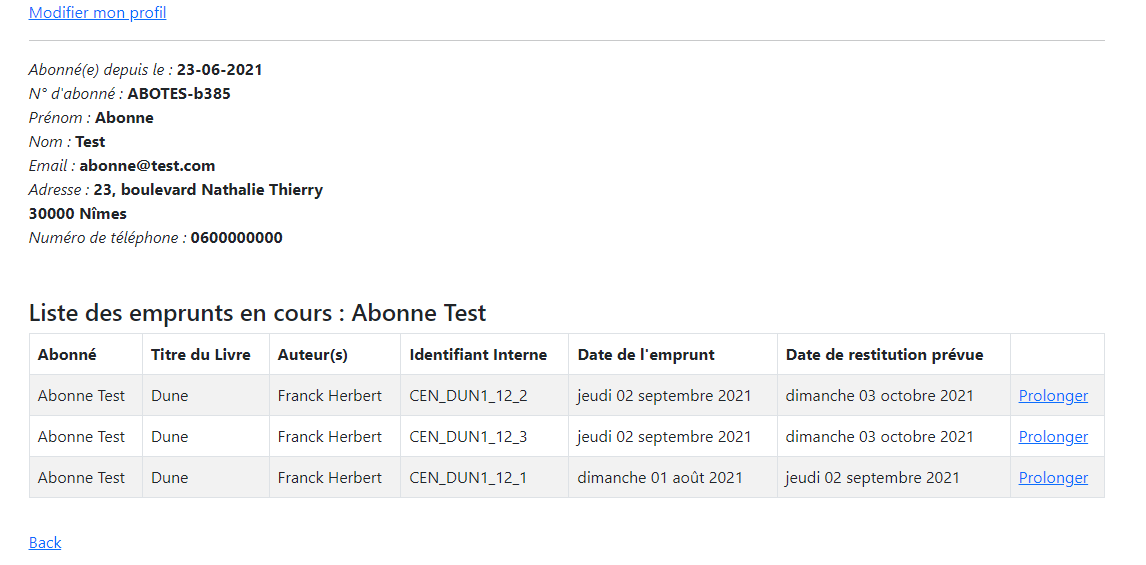 Modifier mon profil
Abonné(e) depuis le : 23-06-2021
N° d'abonné : ABOTES-b385
Prénom : Abonne
Nom : Test
Email : abonne@test.com
Adresse : 23, boulevard Nathalie Thierry
30000 Nîmes
Numéro de téléphone : 0600000000
Liste des emprunts en cours : Abonne Test
Abonné Titre du Livre Auteur(s) Identifiant Interne Date de l'emprunt Date de restitution prévue
Abonne Test Dune Franck Herbert CEN_DUN1_12_2 jeudi 02 septembre 2021 dimanche 03 octobre 2021 Prolonger
Abonne Test Dune Franck Herbert CEN_DUN1_12_3 jeudi 02 septembre 2021 dimanche 03 octobre 2021 Prolonger
Abonne Test Dune Franck Herbert CEN_DUN1_12_1 dimanche 01 août 2021 jeudi 02 septembre 2021 Prolonger
Back